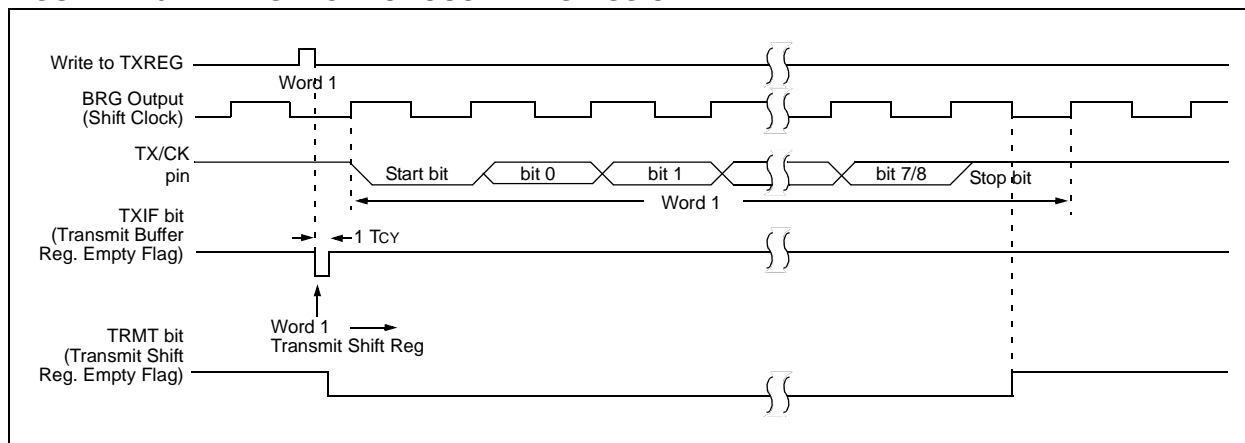 Write to TXREG
Word 1
BRG Output
(Shift Clock)
TX/CK
pin
Start bit
bit 0
bit 1
bit 7/8
Stop bit
Word 1
TXIF bit
(Transmit Buffer
Reg. Empty Flag)
1 TCY
Word 1
Transmit Shift Reg
TRMT bit
(Transmit Shift
Reg. Empty Flag)